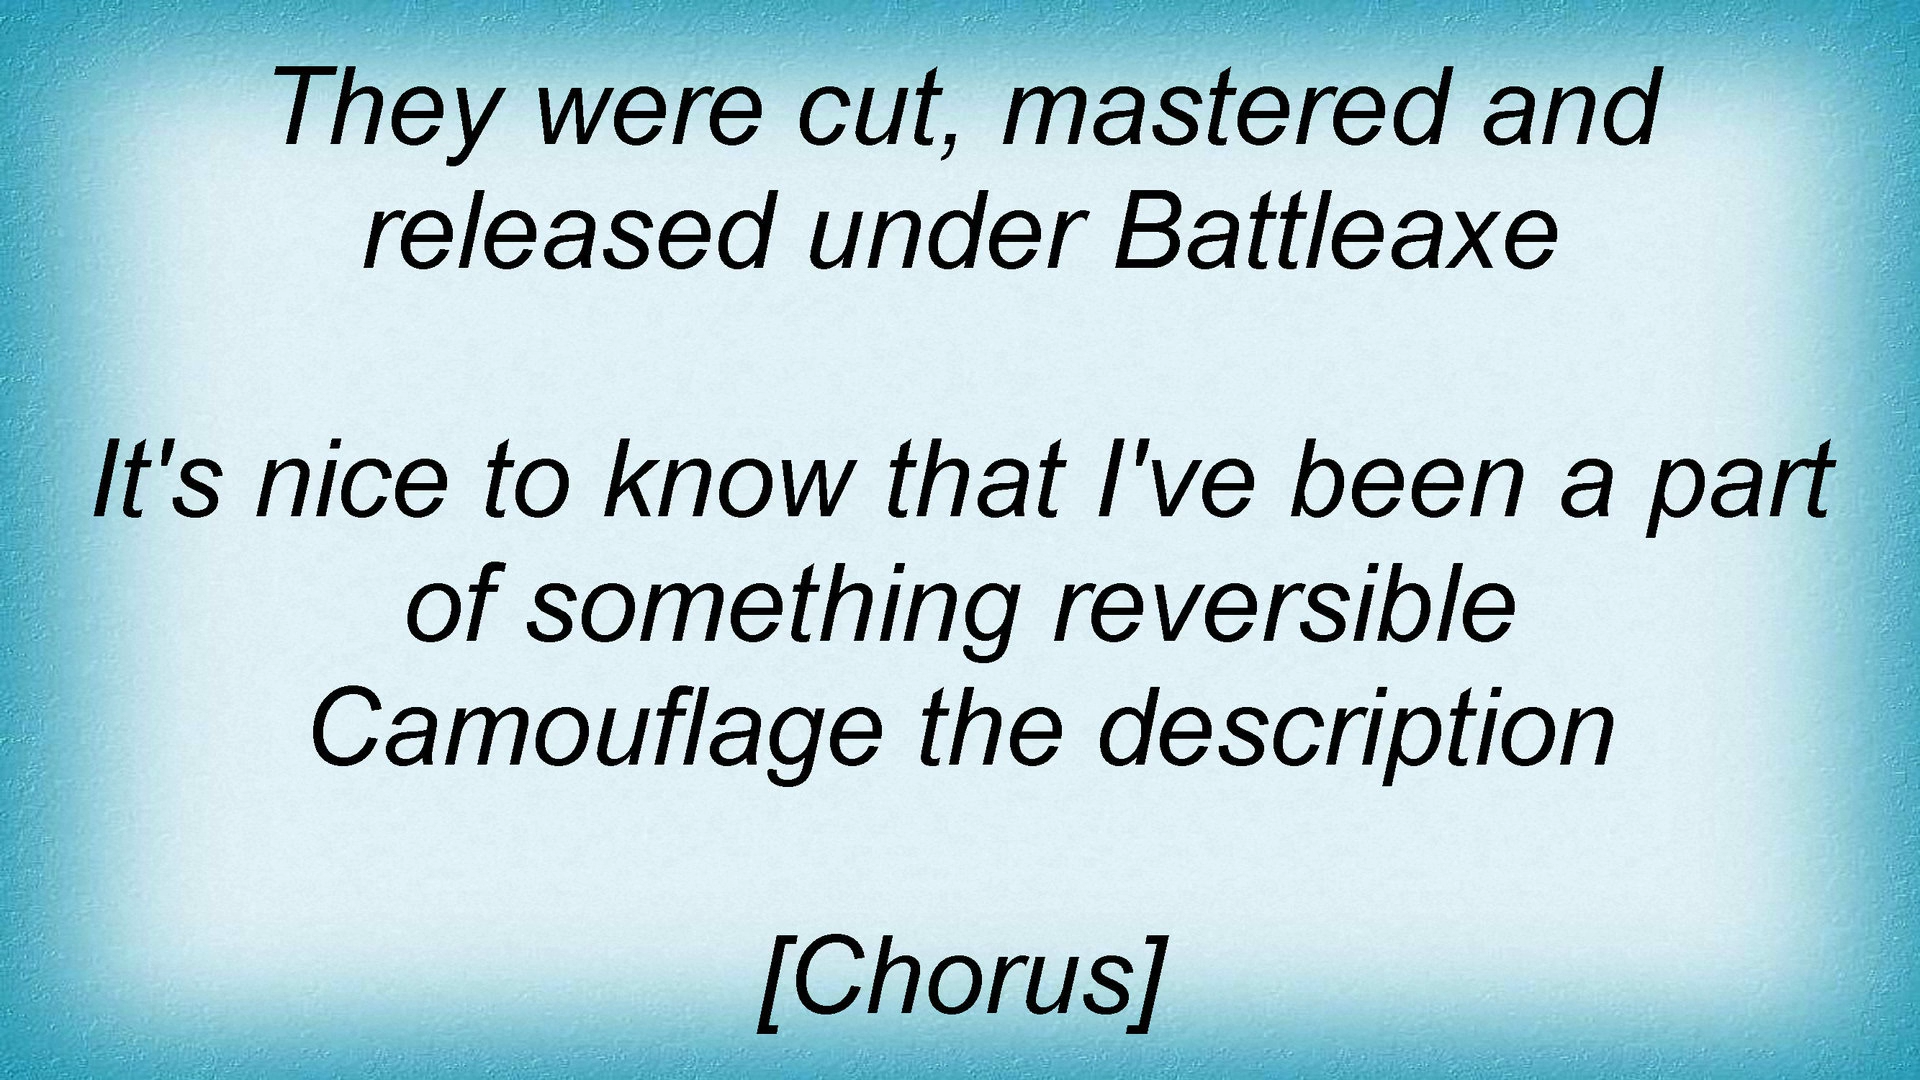 They were cut, mastered and
released under Battleaxe
It's nice to know that I've been a part
of something reversible
Camouflage the description
[Chorus]